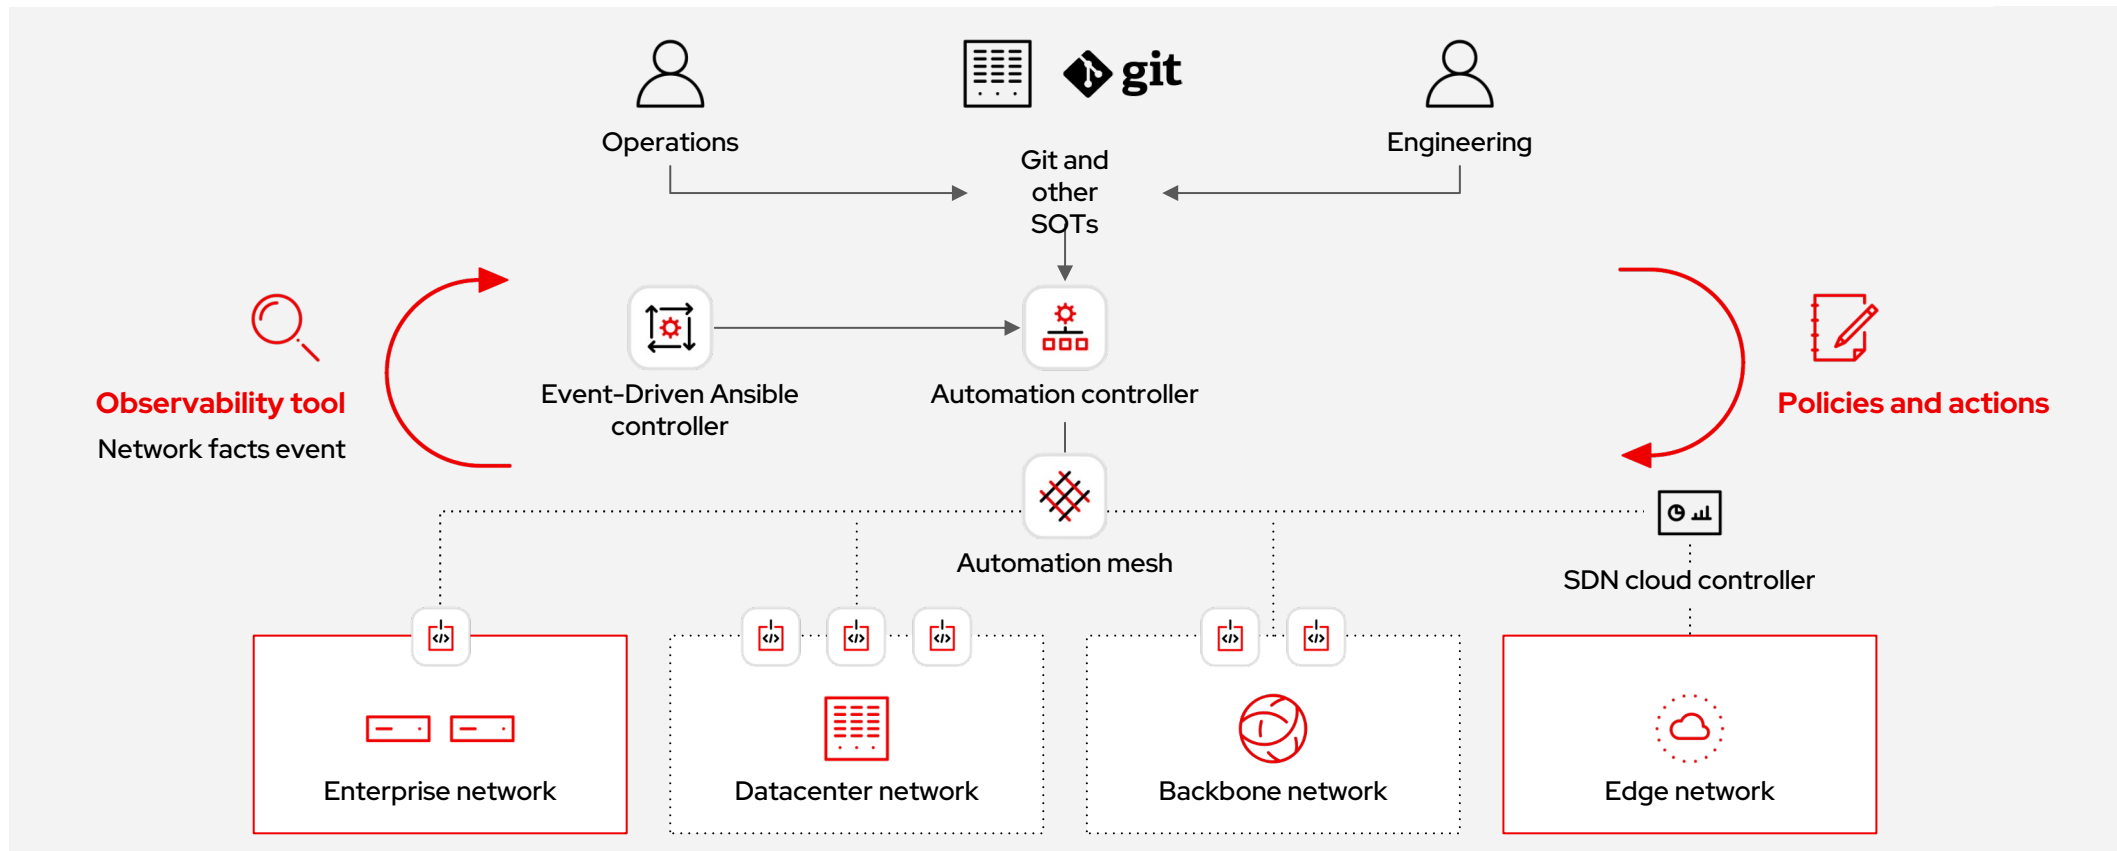 git
Operations
Engineering
Git and
other
SOTs
Event-Driven Ansible
controller
Automation controller
Observability tool
Network facts event
Policies and actions
Automation mesh
SDN cloud controller
</>
</>
</>
</>
</>
</>
Enterprise network
Datacenter network
Backbone network
Edge network